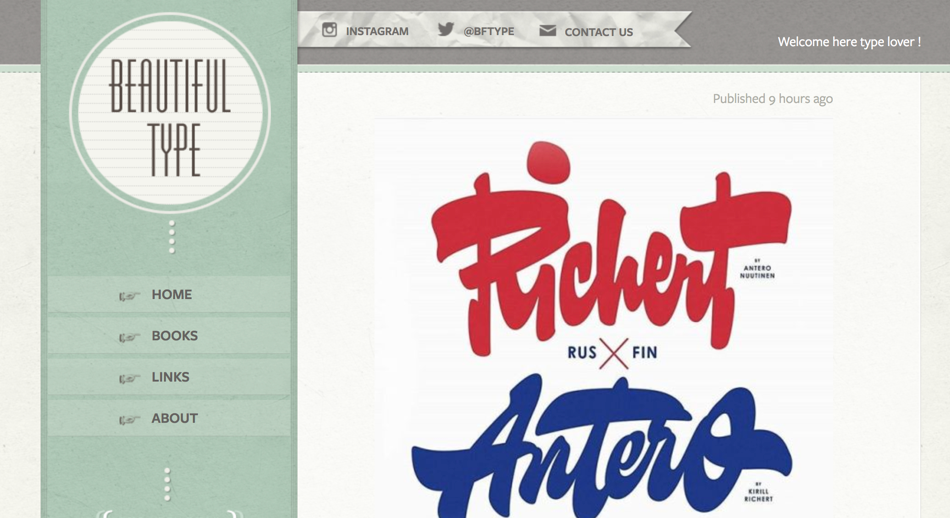 BEAUTIFUL
TYPE
HOME
BOOKS
LINKS
ABOUT
INSTAGRAM
@BFTYPE
CONTACT US
Welcome here type lover !
Published 9 hours ago
Richert
BY
ANTERO
NUUTINEN
RUS X FIN
Antero
BY
KIRILL
RICHERT